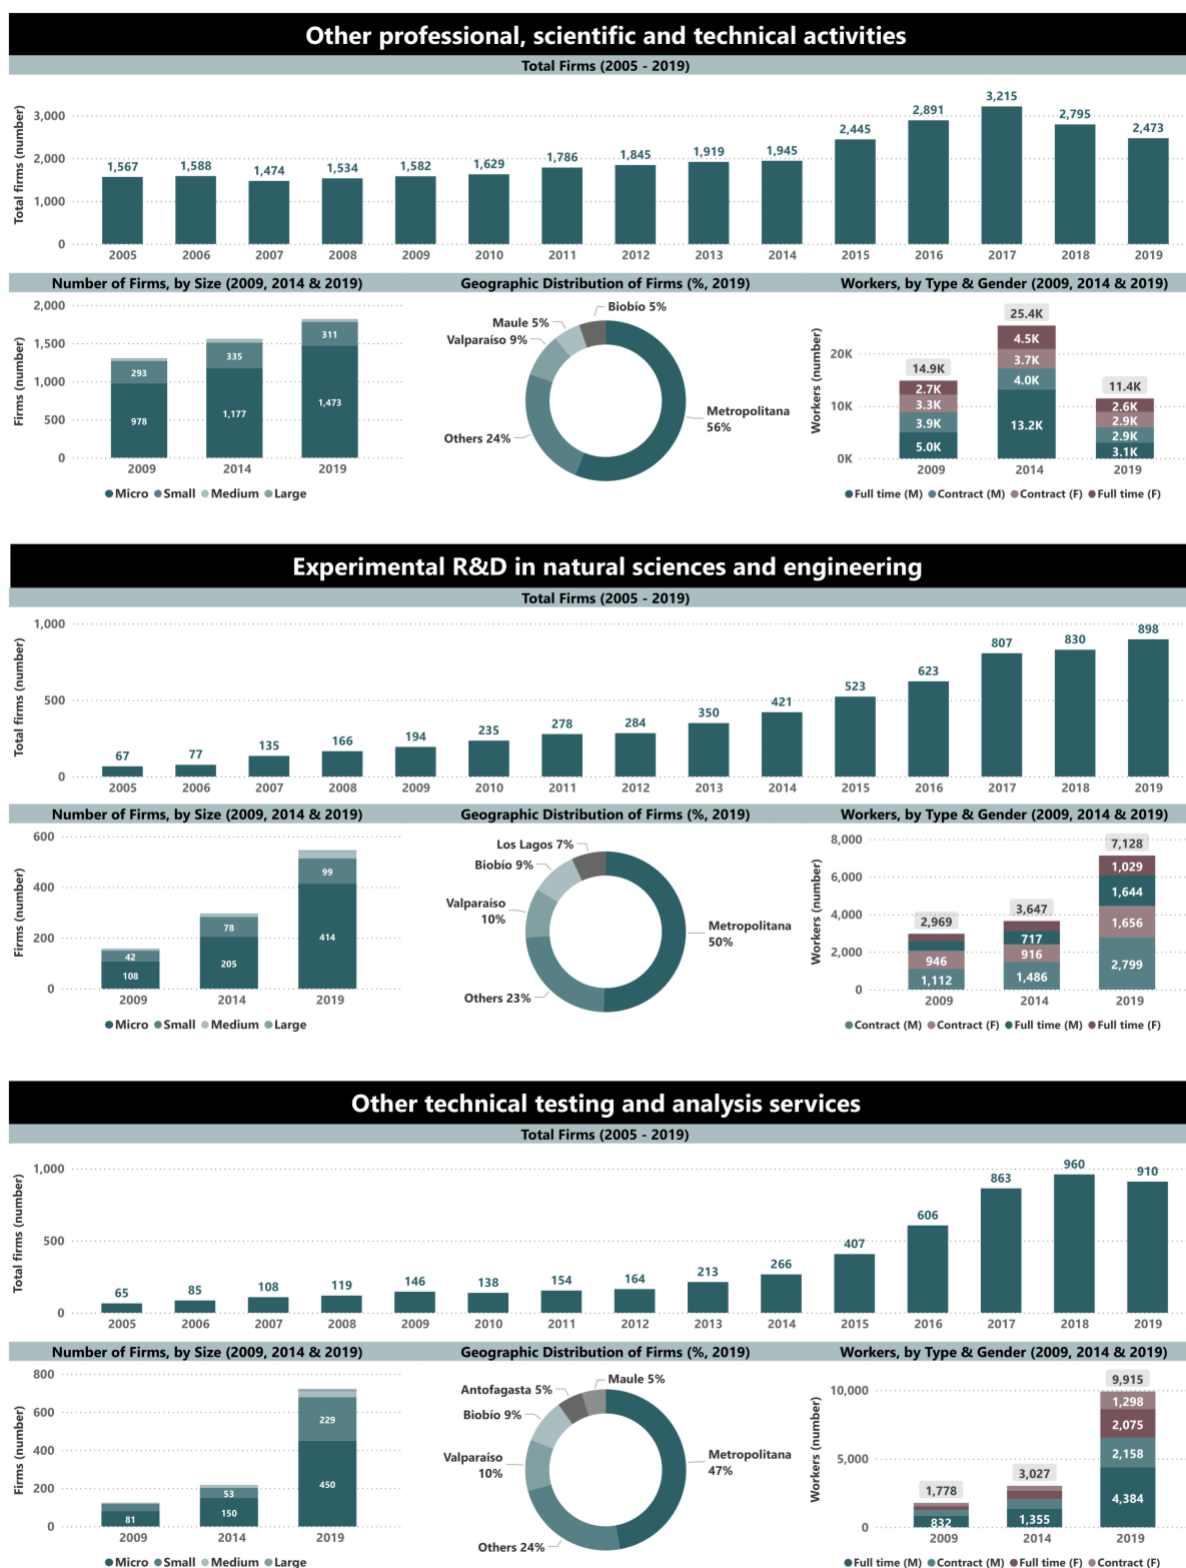 Other professional, scientific and technical activities
Total Firms (2005 - 2019)
Total firms (number)
3,000
2,000
1,000
0
1,567
1,588
1,474
1,534
1,582
1,629
1,786
1,845
1,919
1,945
2,445
2,891
3,215
2,795
2,473
2005 2006 2007 2008 2009 2010 2011 2012 2013 2014 2015 2016 2017 2018 2019
Number of Firms, by Size (2009, 2014 & 2019)
Firms (number)
2,000
1,500
1,000
500
0
293
978
335
1,177
311
1,473
2009 2014 2019
Micro Small Medium Large
Geographic Distribution of Firms (%, 2019)
Biobío 5%
Maule 5%
Valparaíso 9%
Others 24%
Metropolitana
56%
Workers, by Type & Gender (2009, 2014 & 2019)
Workers (number)
20K
10K
0K
14.9K
2.7K
3.3K
3.9K
5.0K
25.4K
4.5K
3.7K
4.0K
13.2K
11.4K
2.6K
2.9K
2.9K
3.1K
2009 2014 2019
Full time (M) Contract (M) Contract (F) Full time (F)
Experimental R&D in natural sciences and engineering
Total Firms (2005 - 2019)
Total firms (number)
1,000
500
0
67
77
135
166
194
235
278
284
350
421
523
623
807
830
898
2005 2006 2007 2008 2009 2010 2011 2012 2013 2014 2015 2016 2017 2018 2019
Number of Firms, by Size (2009, 2014 & 2019)
Firms (number)
600
400
200
0
42
108
78
205
99
414
2009 2014 2019
Micro Small Medium Large
Geographic Distribution of Firms (%, 2019)
Los Lagos 7%
Biobío 9%
Valparaíso
10%
Others 23%
Metropolitana
50%
Workers, by Type & Gender (2009, 2014 & 2019)
Workers (number)
8,000
6,000
4,000
2,000
0
2,969
946
1,112
3,647
717
916
1,486
7,128
1,029
1,644
1,656
2,799
2009 2014 2019
Contract (M) Contract (F) Full time (M) Full time (F)
Other technical testing and analysis services
Total Firms (2005 - 2019)
Total firms (number)
1,000
500
0
65
85
108
119
146
138
154
164
213
266
407
606
863
960
910
2005 2006 2007 2008 2009 2010 2011 2012 2013 2014 2015 2016 2017 2018 2019
Number of Firms, by Size (2009, 2014 & 2019)
Firms (number)
800
600
400
200
0
81
53
150
229
450
2009 2014 2019
Micro Small Medium Large
Geographic Distribution of Firms (%, 2019)
Maule 5%
Antofagasta 5%
Biobío 9%
Valparaíso
10%
Others 24%
Metropolitana
47%
Workers, by Type & Gender (2009, 2014 & 2019)
Workers (number)
10,000
5,000
0
1,778
832
3,027
1,355
9,915
1,298
2,075
2,158
4,384
2009 2014 2019
Full time (M) Contract (M) Full time (F) Contract (F)